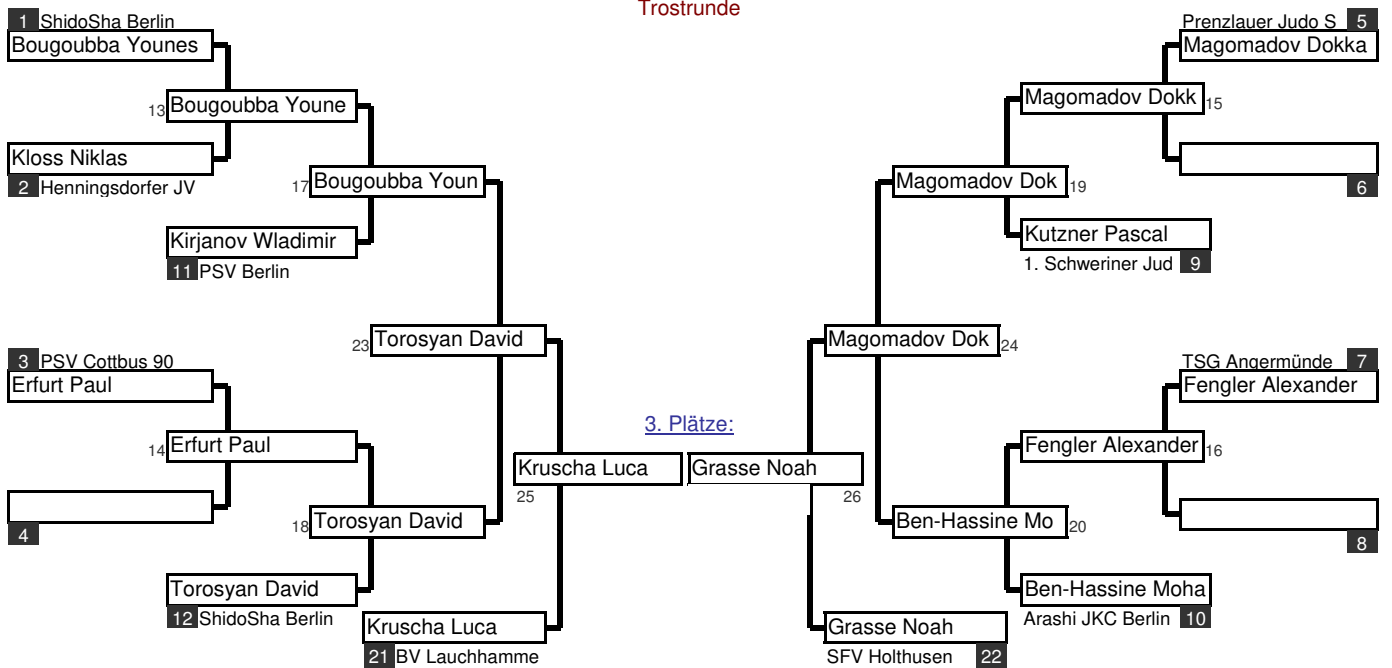 Trostrunde
1 ShidoSha Berlin
Bougoubba Younes
13 Bougoubba Youne
Kloss Niklas
2 Henningsdorfer JV
17 Bougoubba Youn
Kirjanov Wladimir
11 PSV Berlin
23 Torosyan David
3 PSV Cottbus 90
Erfurt Paul
14 Erfurt Paul
4
18 Torosyan David
Torosyan David
12 ShidoSha Berlin
Kruscha Luca
25
Kruscha Luca
21 BV Lauchhamme
3. Plätze:
Prenzlauer Judo S 5
Magomadov Dokka
Magomadov Dokk 15
6
Magomadov Dok 19
Kutzner Pascal
1. Schweriner Jud 9
Magomadov Dok 24
TSG Angermünde 7
Fengler Alexander
Fengler Alexander 16
8
Grasse Noah
26
Ben-Hassine Mo 20
Ben-Hassine Moha
Arashi JKC Berlin 10
Grasse Noah
SFV Holthusen 22